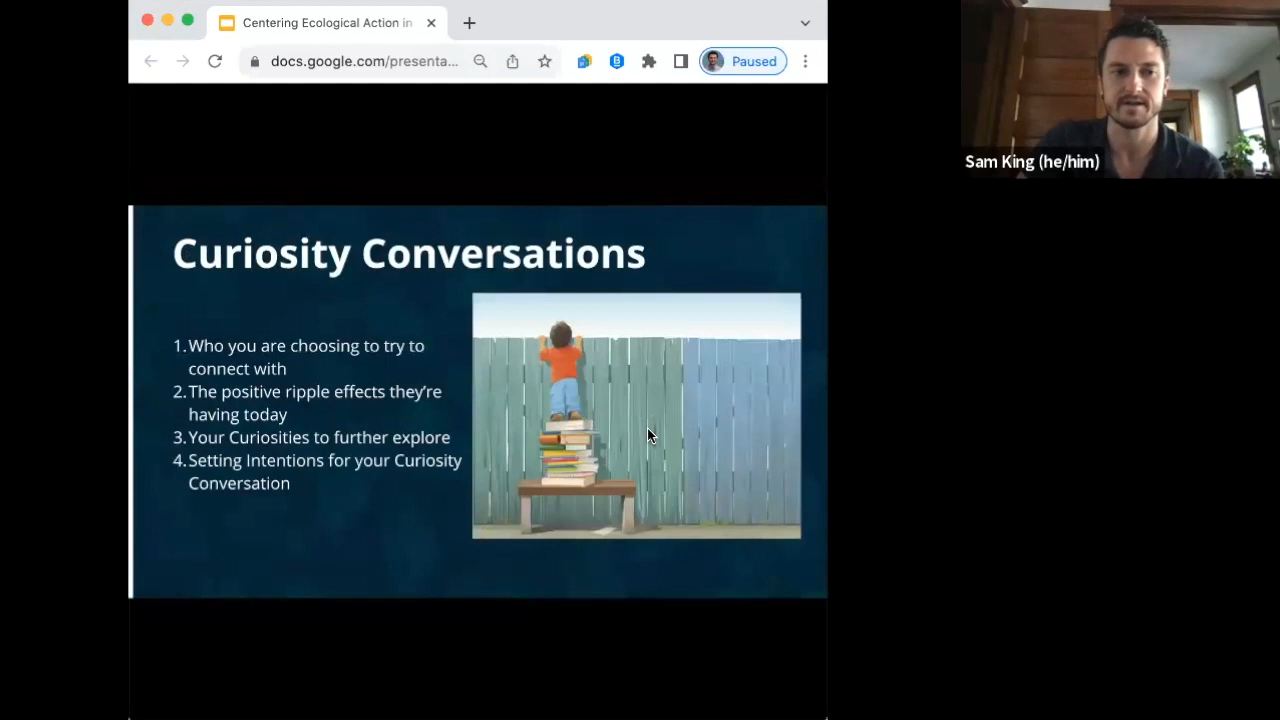 Centering Ecological Action in
docs.google.com/presenta...
Paused
Sam King (he/him)
Curiosity Conversations
1.Who you are choosing to try to
connect with
2.The positive ripple effects they're
having today
3.Your Curiosities to further explore
4.Setting Intentions for your Curiosity
Conversation